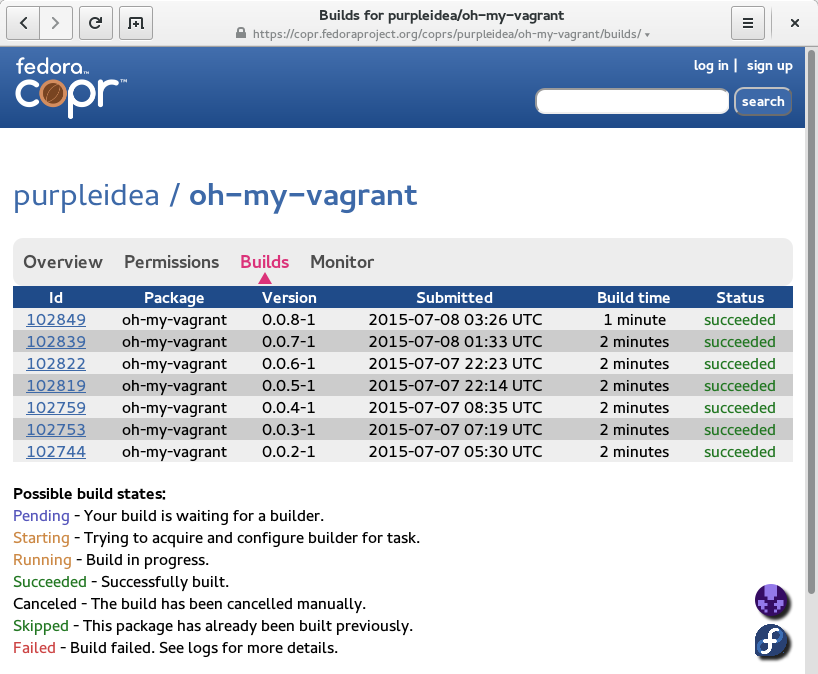 Builds for purpleidea/oh-my-vagrant
https://copr.fedoraproject.org/coprs/purpleidea/oh-my-vagrant/builds/
fedora™
copr™
log in | sign up
search
purpleidea / oh-my-vagrant
Overview Permissions Builds Monitor
Id Package Version Submitted Build time Status
102849 oh-my-vagrant 0.0.8-1 2015-07-08 03:26 UTC 1 minute succeeded
102839 oh-my-vagrant 0.0.7-1 2015-07-08 01:33 UTC 2 minutes succeeded
102822 oh-my-vagrant 0.0.6-1 2015-07-07 22:23 UTC 2 minutes succeeded
102819 oh-my-vagrant 0.0.5-1 2015-07-07 22:14 UTC 2 minutes succeeded
102759 oh-my-vagrant 0.0.4-1 2015-07-07 08:35 UTC 2 minutes succeeded
102753 oh-my-vagrant 0.0.3-1 2015-07-07 07:19 UTC 2 minutes succeeded
102744 oh-my-vagrant 0.0.2-1 2015-07-07 05:30 UTC 2 minutes succeeded
Possible build states:
Pending - Your build is waiting for a builder.
Starting - Trying to acquire and configure builder for task.
Running - Build in progress.
Succeeded - Successfully built.
Canceled - The build has been cancelled manually.
Skipped - This package has already been built previously.
Failed - Build failed. See logs for more details.